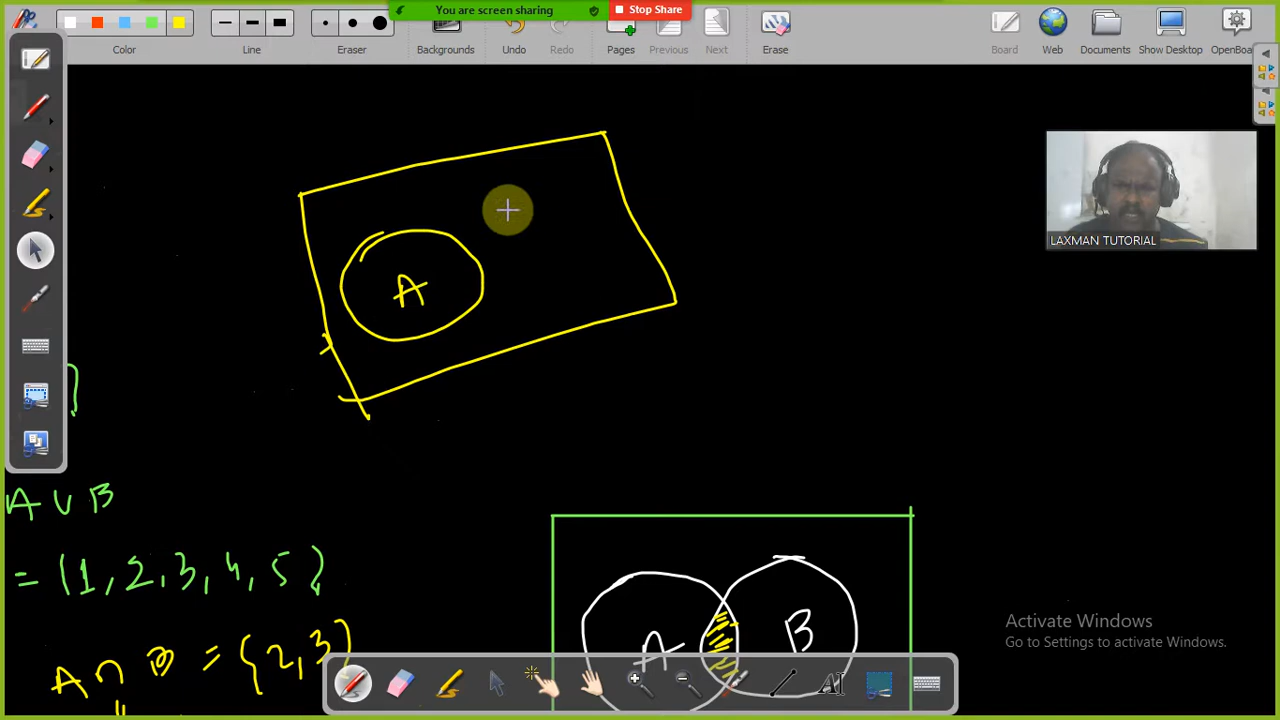 You are screen sharing
Stop Share
Color
Line
Eraser
Backgrounds
Undo
Redo
Pages
Previous
Next
Erase
Board
Web
Documents
Show Desktop
OpenBoa
LAXMAN TUTORIAL
A
}
A ∪ B
= {1, 2, 3, 4, 5}
A ∩ B = {2, 3}
A
B
Activate Windows
Go to Settings to activate Windows.